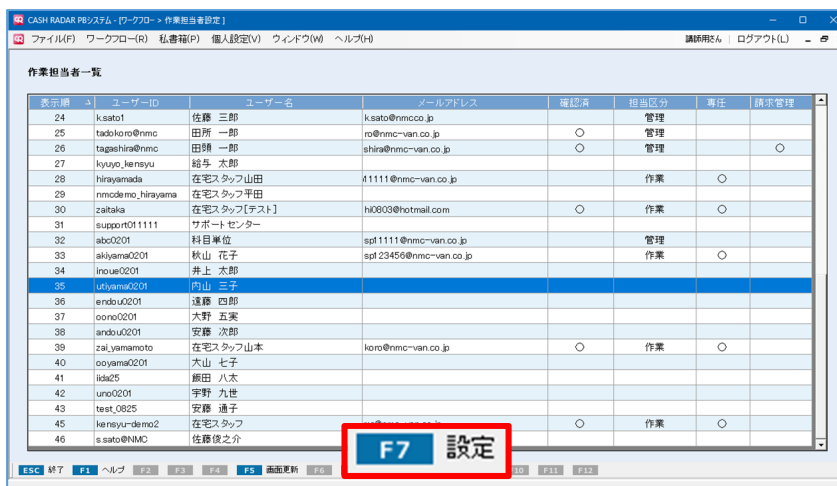 CASH RADAR PBシステム - [ワークフロー > 作業担当者設定 ]
ファイル(F) ワークフロー(R) 私書箱(P) 個人設定(V) ウィンドウ(W) ヘルプ(H) 講師用さん ログアウト(L)
作業担当者一覧
表示順 ユーザーID ユーザー名 メールアドレス 確認済 担当区分 専任 請求管理
24 k.sato1 佐藤 三郎 k.sato@nmcco.jp 管理
25 tadokoro@nmc 田所 一郎 ro@nmc-van.co.jp ○ 管理
26 tagashira@nmc 田頭 一郎 shira@nmc-van.co.jp ○ 管理 ○
27 kyuyo_kensyu 給与 太郎
28 hirayamada 在宅スタッフ山田 11111@nmc-van.co.jp 作業 ○
29 nmcdemo_hirayama 在宅スタッフ平田
30 zaitaka 在宅スタッフ[テスト] hi0803@hotmail.com ○ 作業 ○
31 support011111 サポートセンター
32 abc0201 科目単位 sp11111@nmc-van.co.jp 管理
33 akiyama0201 秋山 花子 sp123456@nmc-van.co.jp 作業 ○
34 inoue0201 井上 太郎
35 utiyama0201 内山 三子
36 endou0201 遠藤 四郎
37 oono0201 大野 五実
38 andou0201 安藤 次郎
39 zai_yamamoto 在宅スタッフ山本 koro@nmc-van.co.jp ○ 作業 ○
40 ooyama0201 大山 七子
41 iida25 飯田 八太
42 uno0201 宇野 九世
43 test_0825 安藤 通子
45 kensyu-demo2 在宅スタッフ ○ 作業 ○
46 s.sato@NMC 佐藤俊之介
F7 設定
ESC 終了 F1 ヘルプ F2 F3 F4 F5 画面更新 F6 F11 F12